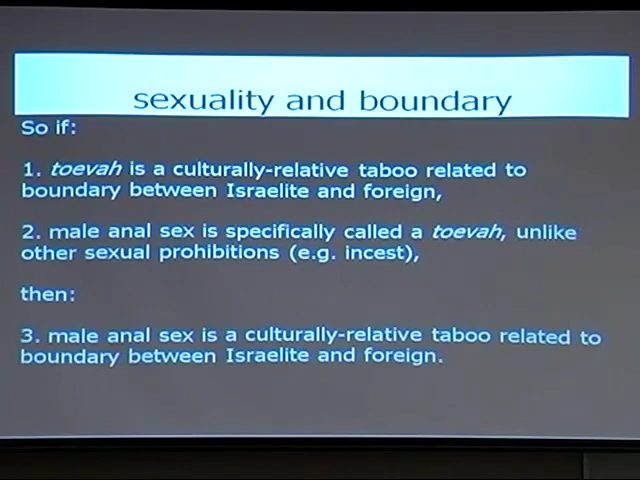 sexuality and boundary
So if:
1. toevah is a culturally-relative taboo related to
boundary between Israelite and foreign,
2. male anal sex is specifically called a toevah, unlike
other sexual prohibitions (e.g. incest),
then:
3. male anal sex is a culturally-relative taboo related to
boundary between Israelite and foreign.